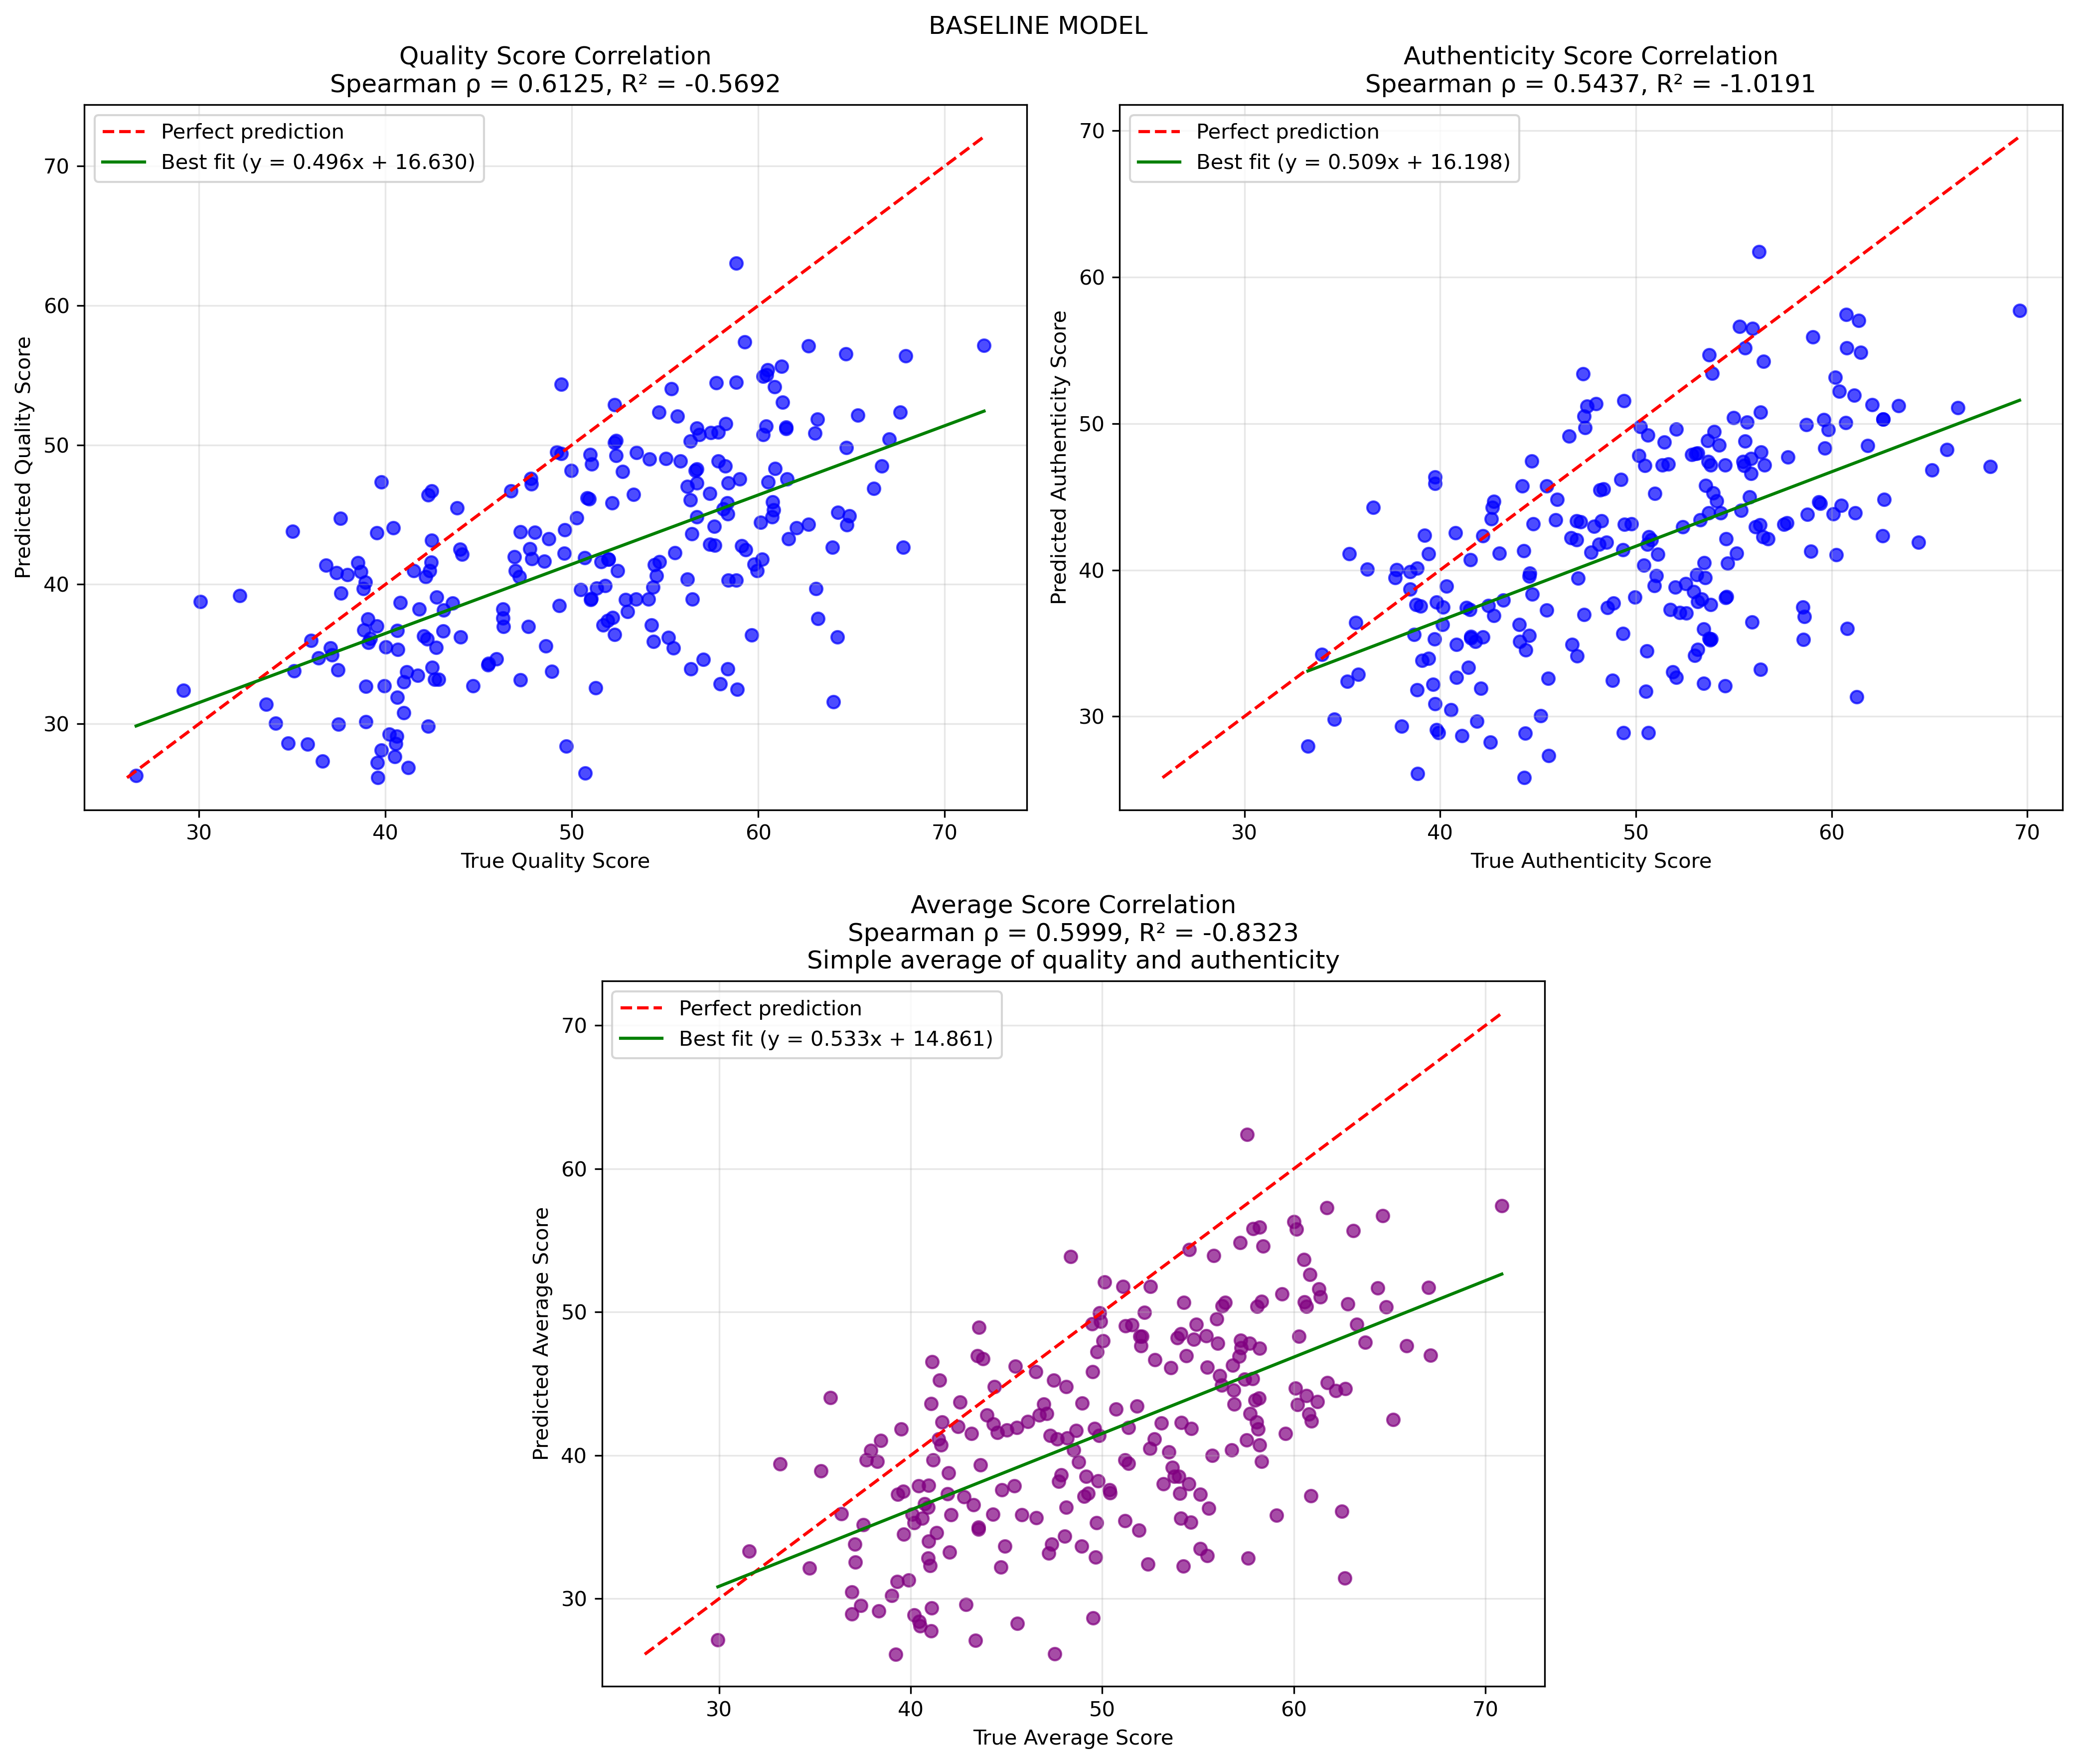 BASELINE MODEL
Quality Score Correlation
Spearman ρ = 0.6125, R² = -0.5692
Perfect prediction
Best fit (y = 0.496x + 16.630)
70
60
50
40
30
Predicted Quality Score
30 40 50 60 70
True Quality Score
Authenticity Score Correlation
Spearman ρ = 0.5437, R² = -1.0191
Perfect prediction
Best fit (y = 0.509x + 16.198)
70
60
50
40
30
Predicted Authenticity Score
30 40 50 60 70
True Authenticity Score
Average Score Correlation
Spearman ρ = 0.5999, R² = -0.8323
Simple average of quality and authenticity
Perfect prediction
Best fit (y = 0.533x + 14.861)
70
60
50
40
30
Predicted Average Score
30 40 50 60 70
True Average Score